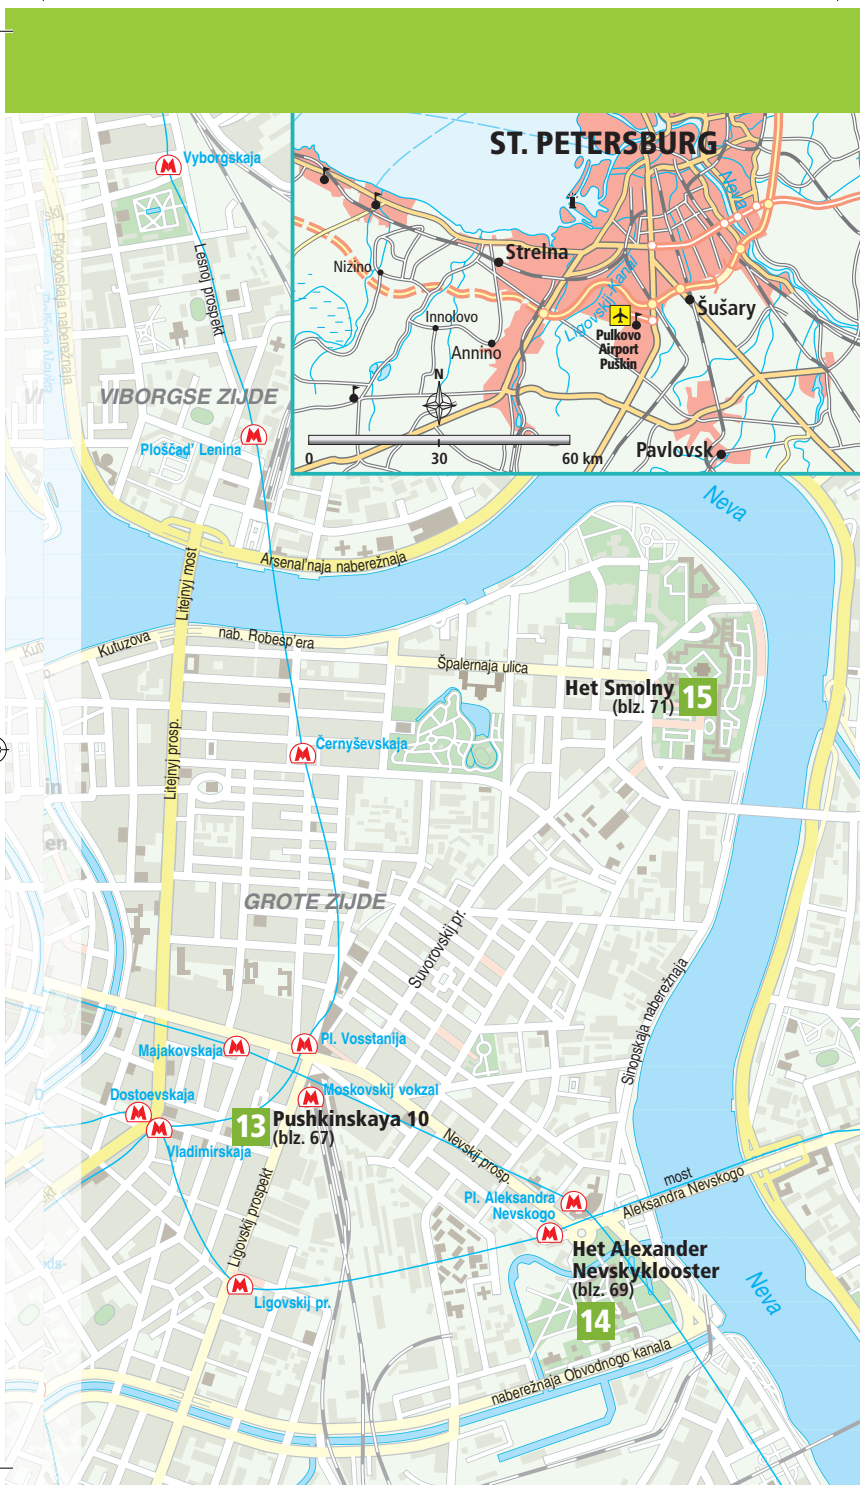 ST. PETERSBURG
Neva
Strelna
Nižino
Ligovskij-Kanal
Šušary
Innolovo
Annino
Pulkovo
Airport
Puškin
N
0 30 60 km
Pavlovsk
Vyborgskaja
Pirogovskaja naberežnaja
Lesnoj prospekt
VI
VIBORGSE ZIJDE
Ploščad' Lenina
Neva
Arsenal'naja naberežnaja
Litejnyj most
Kutuzova
nab. Robesp'era
Špalernaja ulica
Het Smolny
(blz. 71)
15
Černyševskaja
Litejnyj prosp.
en
GROTE ZIJDE
Suvorovskij pr.
Sinopskaja naberežnaja
Pl. Vosstanija
Majakovskaja
Moskovskij vokzal
Dostoevskaja
13
Pushkinskaya 10
(blz. 67)
Vladimirskaja
Nevskij prosp.
most
Aleksandra Nevskogo
Pl. Aleksandra
Nevskogo
Ligovskij prospekt
Het Alexander
Nevskyklooster
(blz. 69)
14
Neva
Ligovskij pr.
naberežnaja Obvodnogo kanala